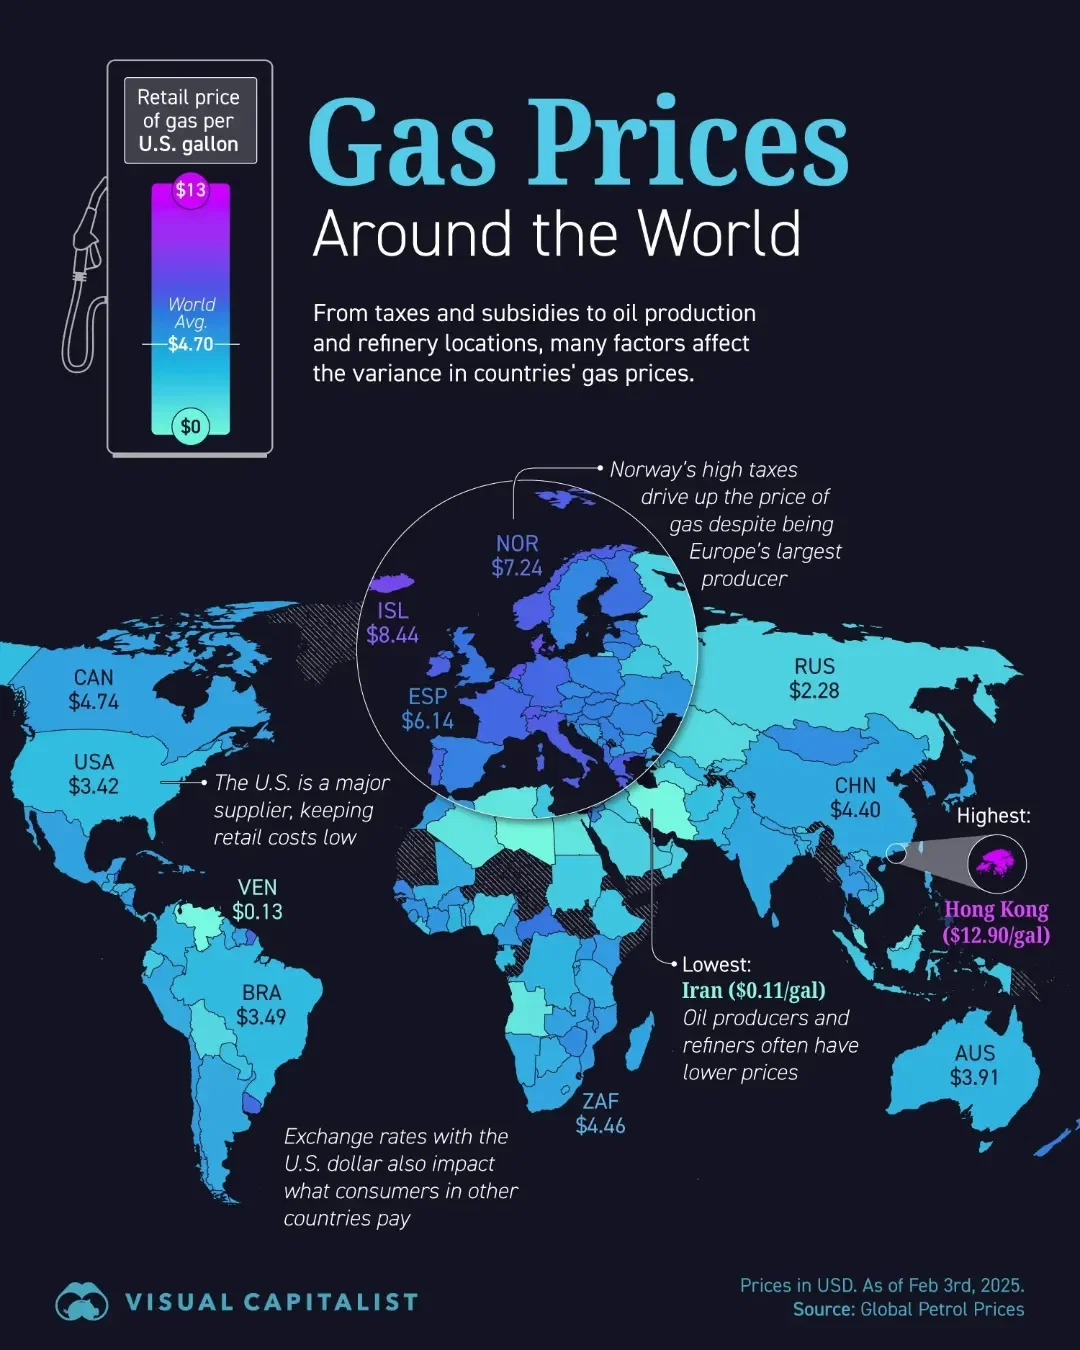 Retail price
of gas per
U.S. gallon
$13
World
Avg.
$4.70
$0
Gas Prices
Around the World
From taxes and subsidies to oil production
and refinery locations, many factors affect
the variance in countries' gas prices.
Norway's high taxes
drive up the price of
gas despite being
Europe's largest
producer
NOR
$7.24
ISL
$8.44
ESP
$6.14
CAN
$4.74
USA
$3.42
The U.S. is a major
supplier, keeping
retail costs low
RUS
$2.28
CHN
$4.40
Highest:
Hong Kong
($12.90/gal)
VEN
$0.13
BRA
$3.49
Lowest:
Iran ($0.11/gal)
Oil producers and
refiners often have
lower prices
AUS
$3.91
ZAF
$4.46
Exchange rates with the
U.S. dollar also impact
what consumers in other
countries pay
VISUAL CAPITALIST
Prices in USD. As of Feb 3rd, 2025.
Source: Global Petrol Prices